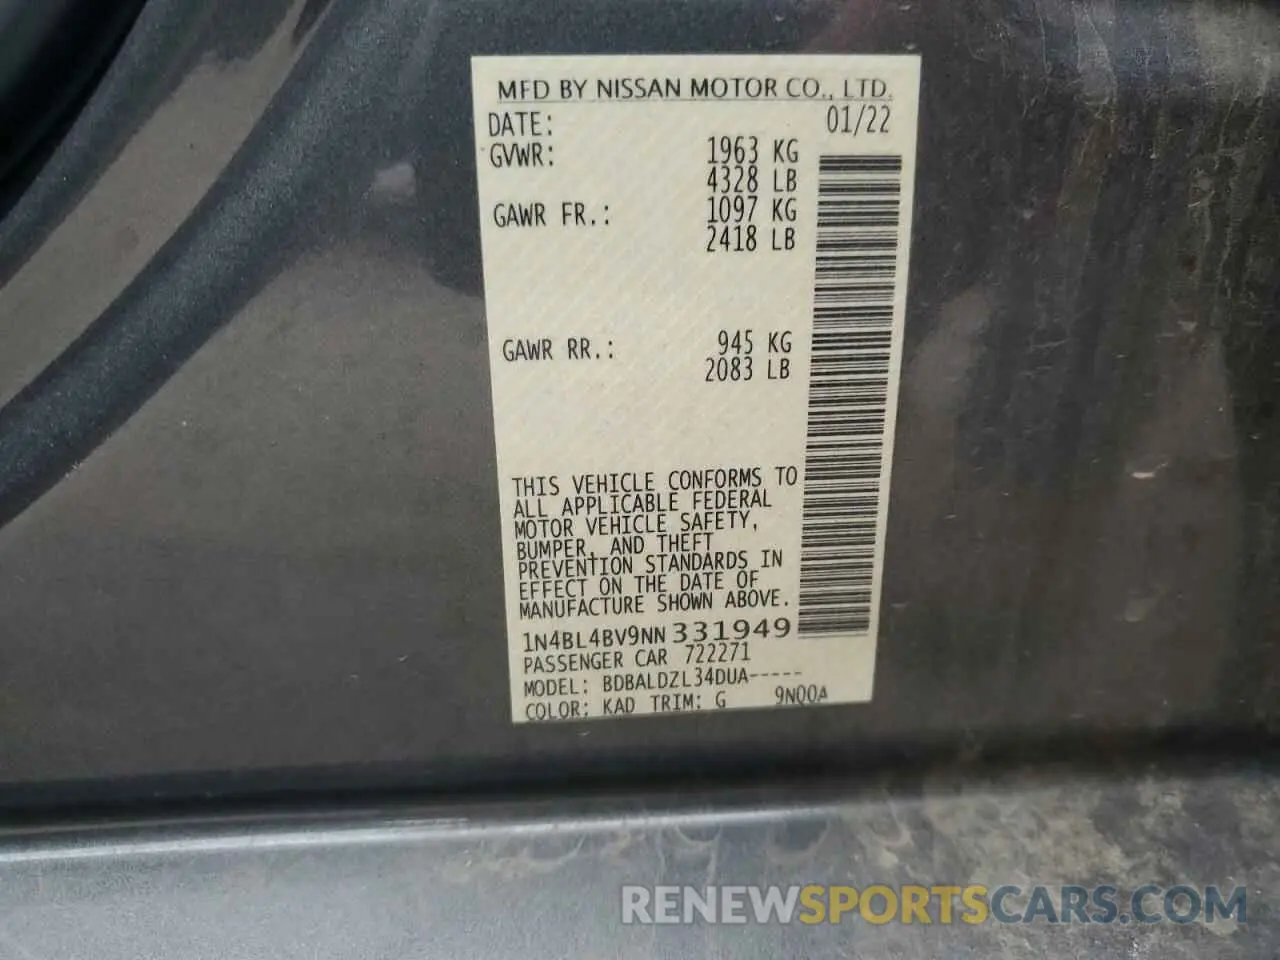 MFD BY NISSAN MOTOR CO., LTD.
DATE: 01/22
GVWR: 1963 KG
4328 LB
GAWR FR.: 1097 KG
2418 LB
GAWR RR.: 945 KG
2083 LB
THIS VEHICLE CONFORMS TO
ALL APPLICABLE FEDERAL
MOTOR VEHICLE SAFETY,
BUMPER, AND THEFT
PREVENTION STANDARDS IN
EFFECT ON THE DATE OF
MANUFACTURE SHOWN ABOVE.
1N4BL4BV9NN331949
PASSENGER CAR 722271
MODEL: BDBALDZL34DUA-----
COLOR: KAD TRIM: G 9NQ0A
RENEWSPORTSCARS.COM